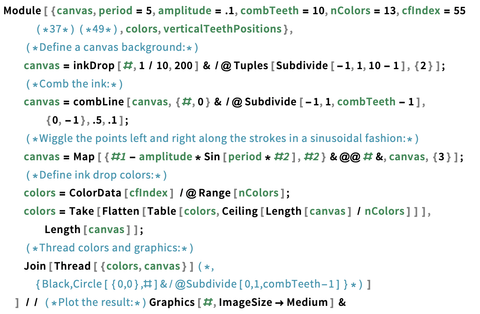 Module[{canvas, period = 5, amplitude = .1, combTeeth = 10, nColors = 13, cfIndex = 55
(*37*) (*49*), colors, verticalTeethPositions},
(*Define a canvas background:*)
canvas = inkDrop[#, 1 / 10, 200] & /@ Tuples[Subdivide[-1, 1, 10 - 1], {2}];
(*Comb the ink:*)
canvas = combLine[canvas, {#, 0} & /@ Subdivide[-1, 1, combTeeth - 1],
{0, -1}, .5, .1];
(*Wiggle the points left and right along the strokes in a sinusoidal fashion:*)
canvas = Map[{#1 - amplitude * Sin[period * #2], #2} & @@ # &, canvas, {3}];
(*Define ink drop colors:*)
colors = ColorData[cfIndex] /@ Range[nColors];
colors = Take[Flatten[Table[colors, Ceiling[Length[canvas] / nColors]]],
Length[canvas]];
(*Thread colors and graphics:*)
Join[Thread[{colors, canvas}] (*,
{Black,Circle[{0,0},#]&/@Subdivide[0,1,combTeeth-1]}*)]
] // (*Plot the result:*) Graphics[#, ImageSize → Medium] &